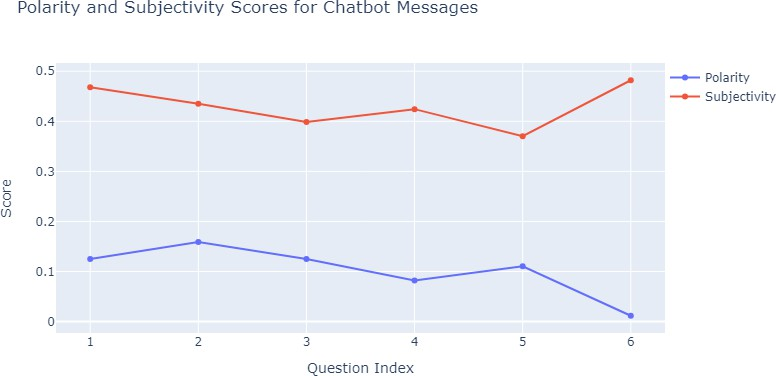 Polarity and Subjectivity Scores for Chatbot Messages
Polarity
Subjectivity
Score
0.5
0.4
0.3
0.2
0.1
0
1 2 3 4 5 6
Question Index